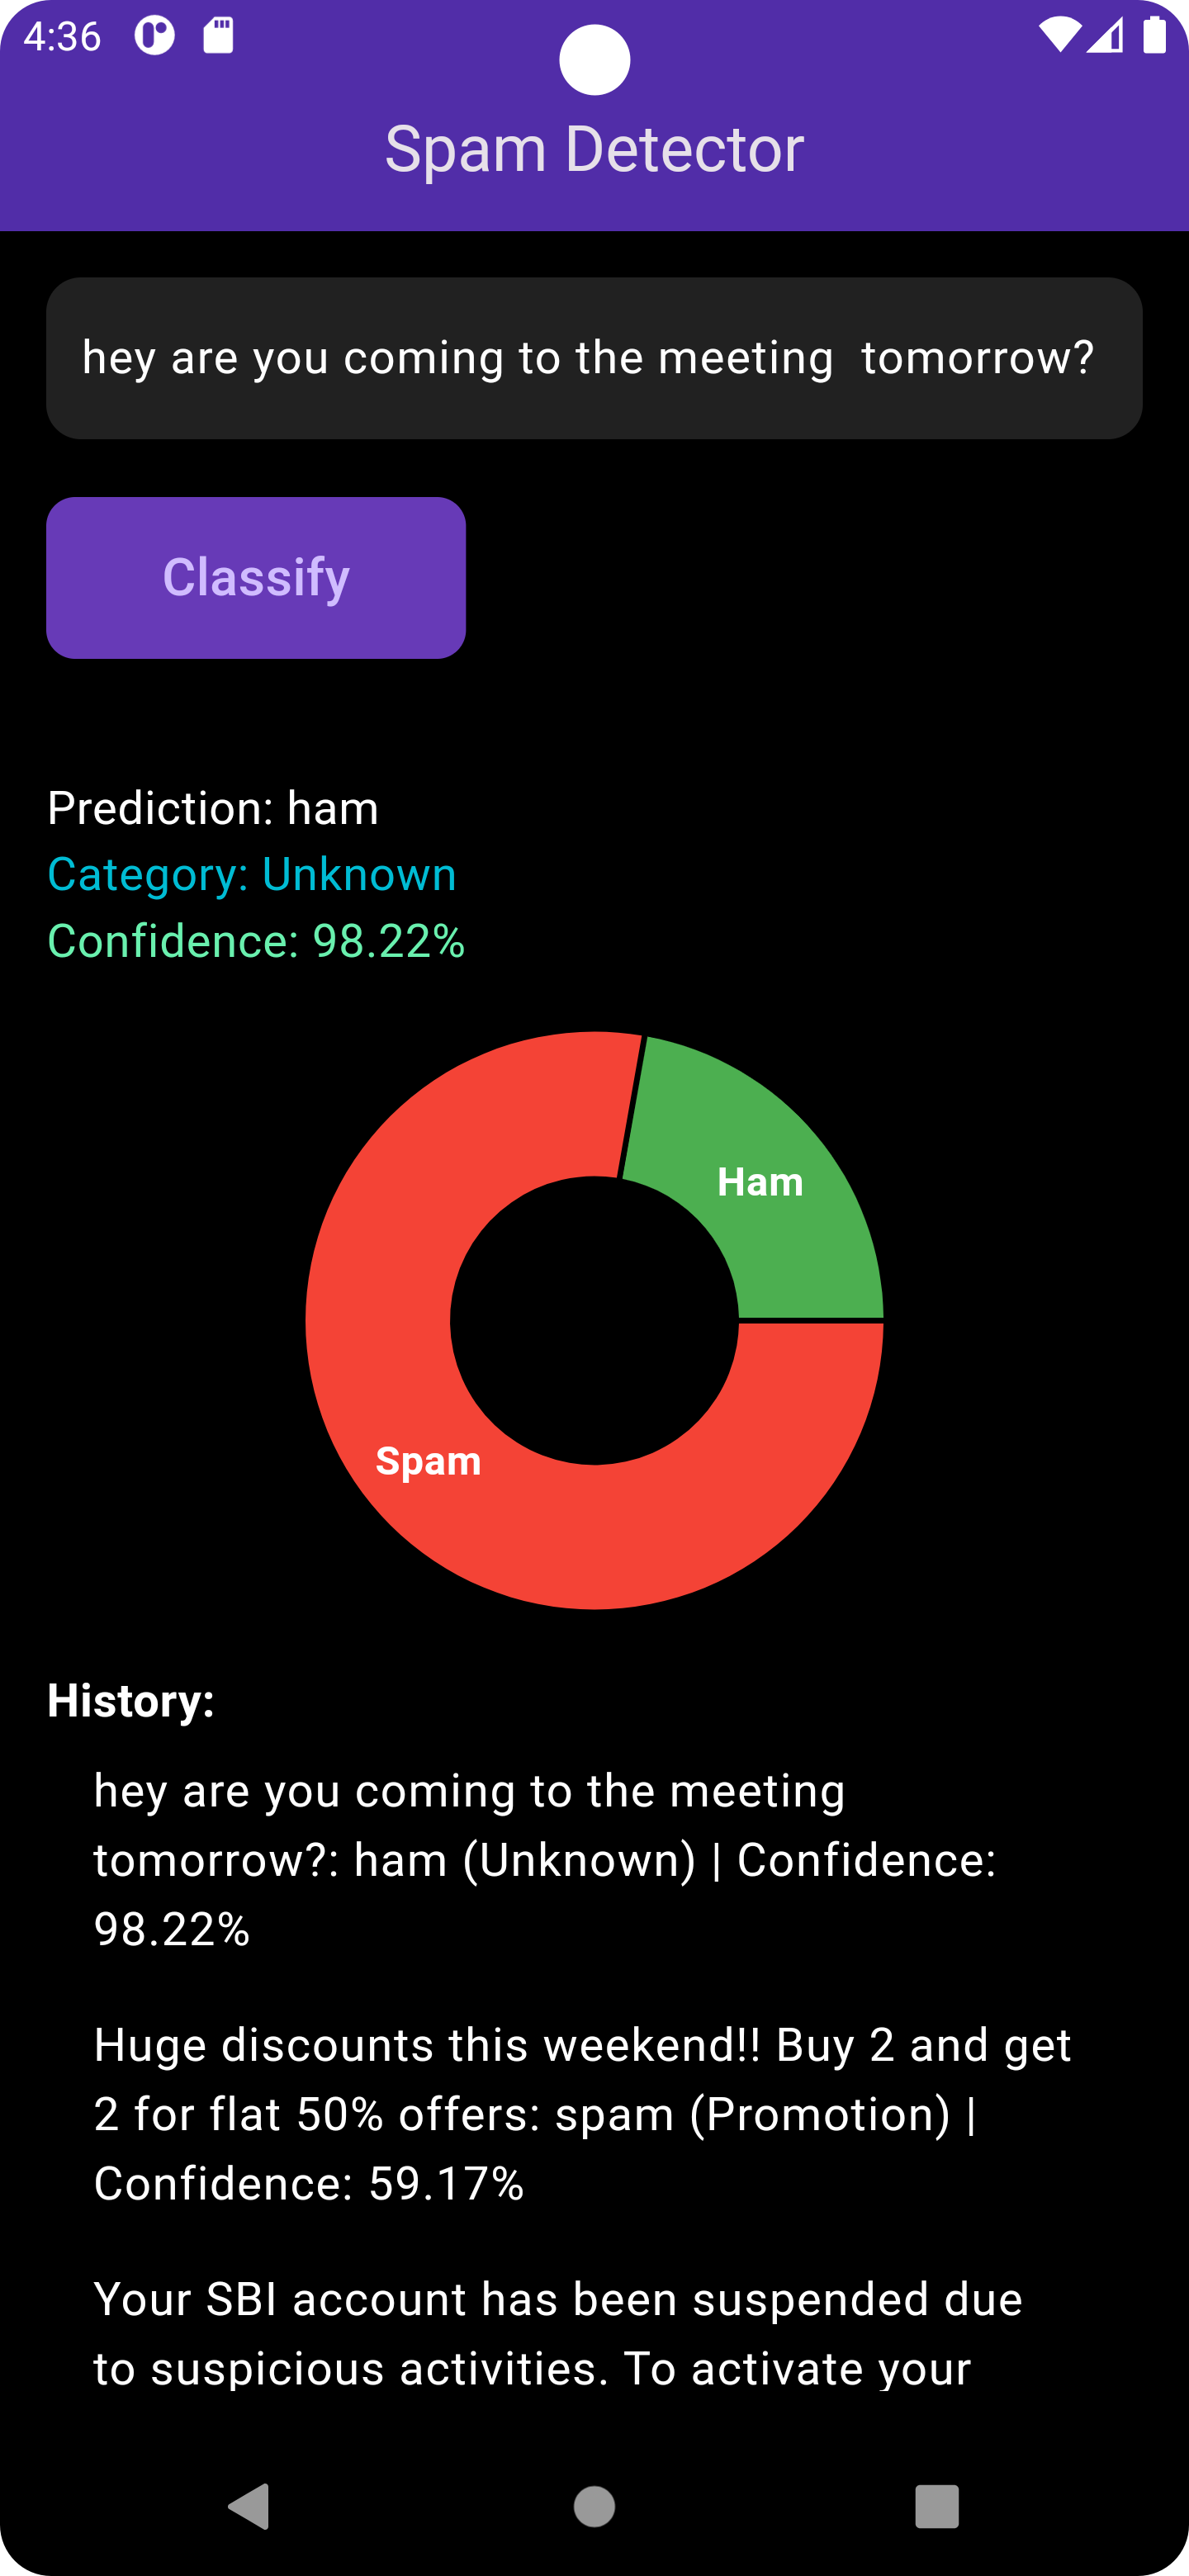 4:36
Spam Detector
hey are you coming to the meeting  tomorrow?
Classify
Prediction: ham
Category: Unknown
Confidence: 98.22%
Ham
Spam
History:
hey are you coming to the meeting
tomorrow?: ham (Unknown) | Confidence:
98.22%
Huge discounts this weekend!! Buy 2 and get
2 for flat 50% offers: spam (Promotion) |
Confidence: 59.17%
Your SBI account has been suspended due
to suspicious activities. To activate your